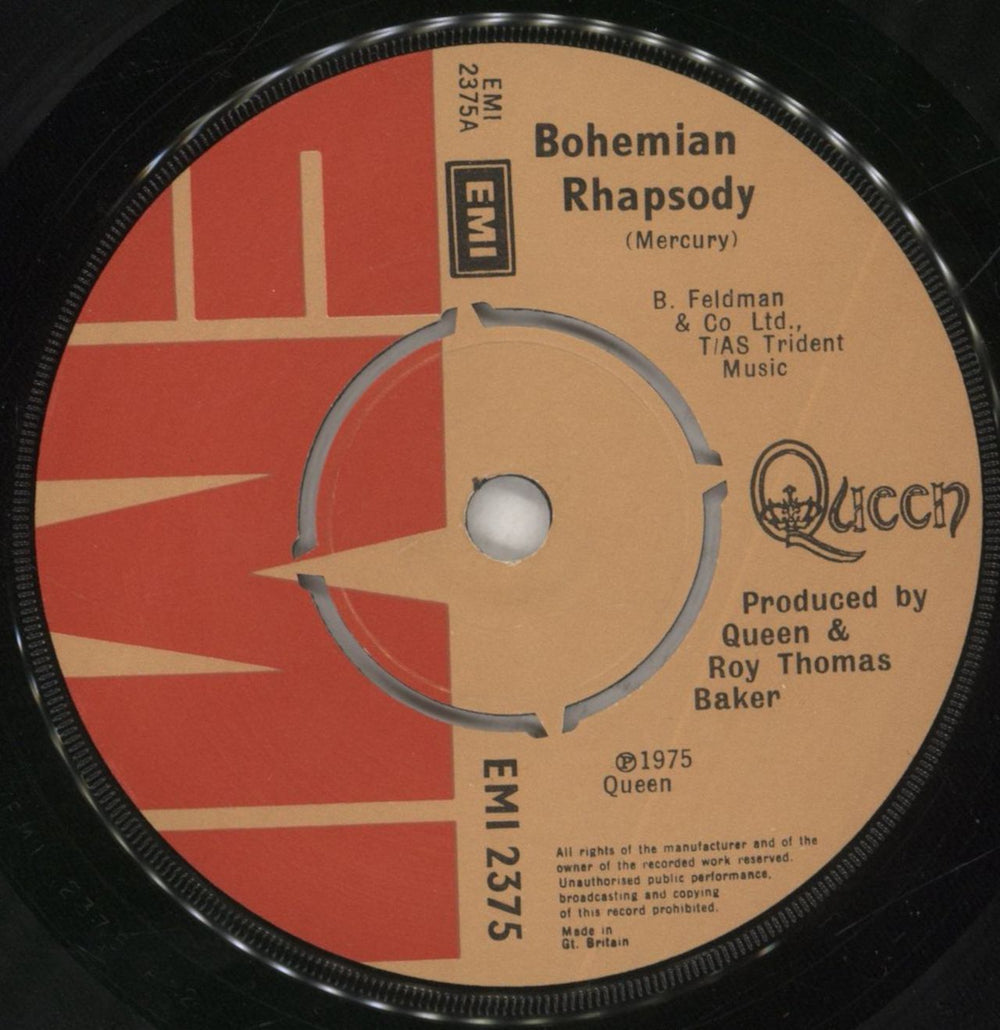 EMI
2375A
EMI
Bohemian
Rhapsody
(Mercury)
B. Feldman
& Co Ltd.,
T/AS Trident
Music
Queen
Produced by
Queen &
Roy Thomas
Baker
℗1975
Queen
EMI 2375
All rights of the manufacturer and of the
owner of the recorded work reserved.
Unauthorised public performance,
broadcasting and copying
of this record prohibited.
Made in
Gt. Britain
EMI